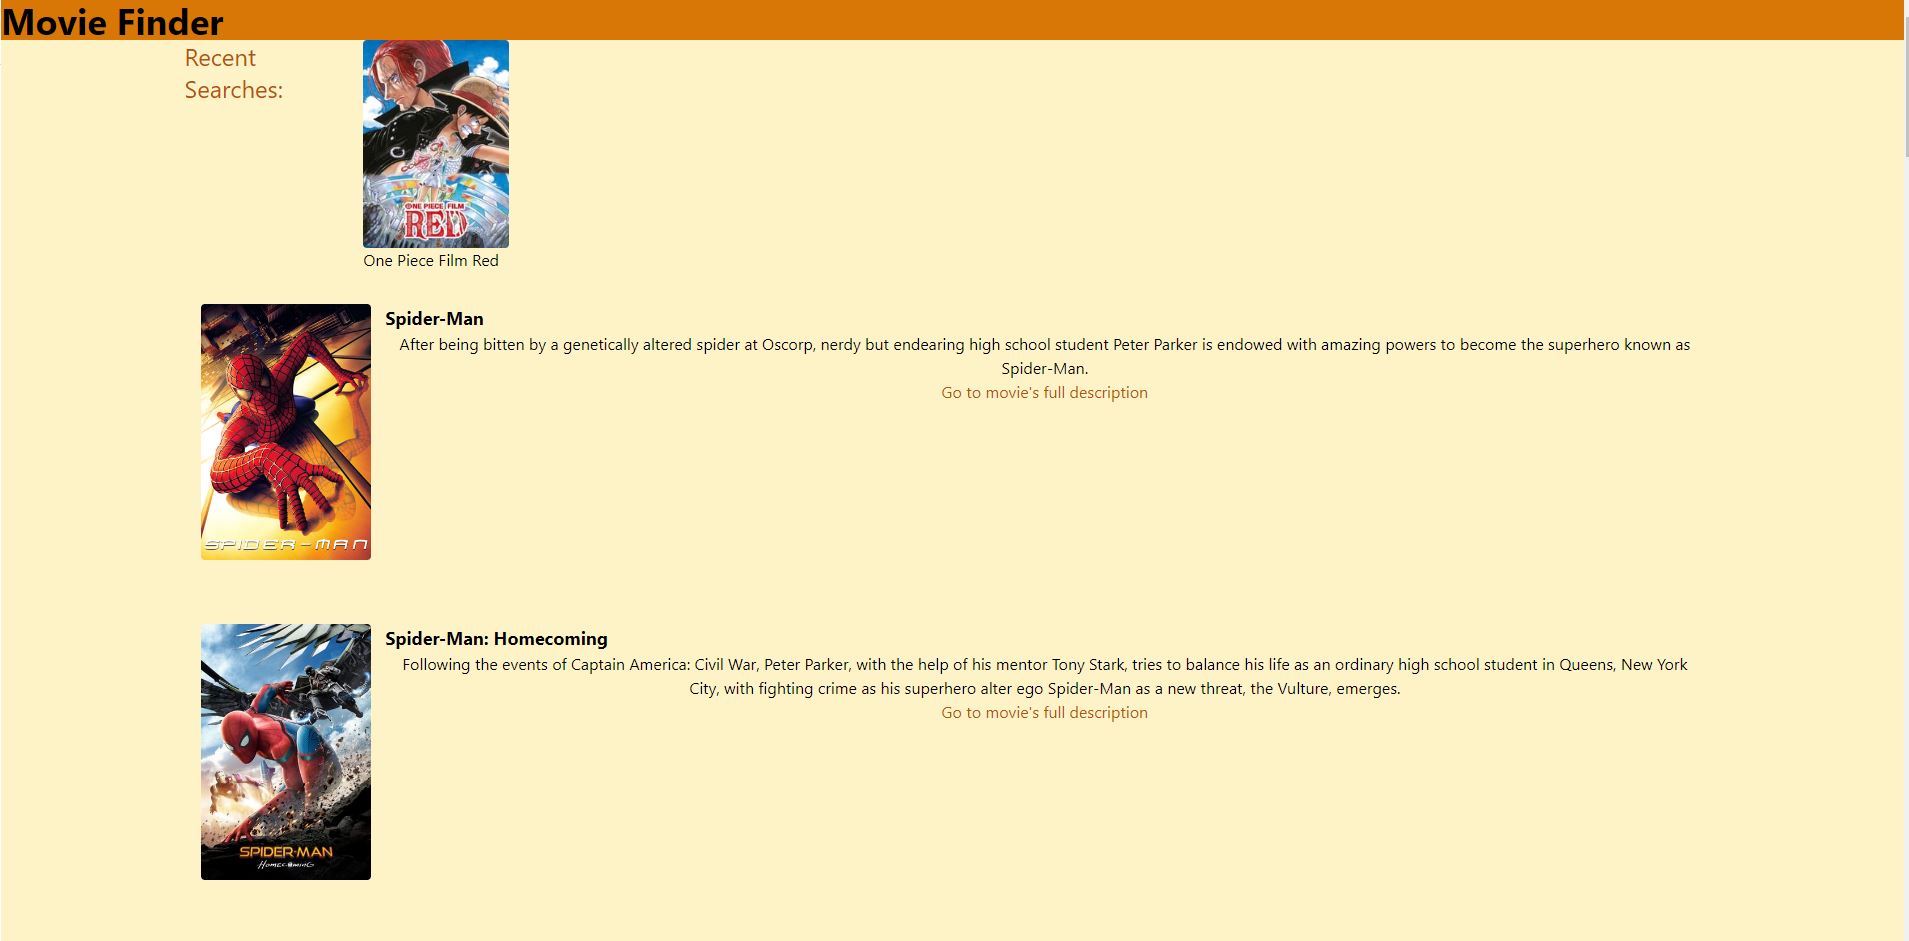 Movie Finder
Recent
Searches:
ONE PIECE FILM
RED
One Piece Film Red
SPIDER-MAN
Spider-Man
After being bitten by a genetically altered spider at Oscorp, nerdy but endearing high school student Peter Parker is endowed with amazing powers to become the superhero known as
Spider-Man.
Go to movie's full description
SPIDER-MAN
HOMECOMING
Spider-Man: Homecoming
Following the events of Captain America: Civil War, Peter Parker, with the help of his mentor Tony Stark, tries to balance his life as an ordinary high school student in Queens, New York
City, with fighting crime as his superhero alter ego Spider-Man as a new threat, the Vulture, emerges.
Go to movie's full description